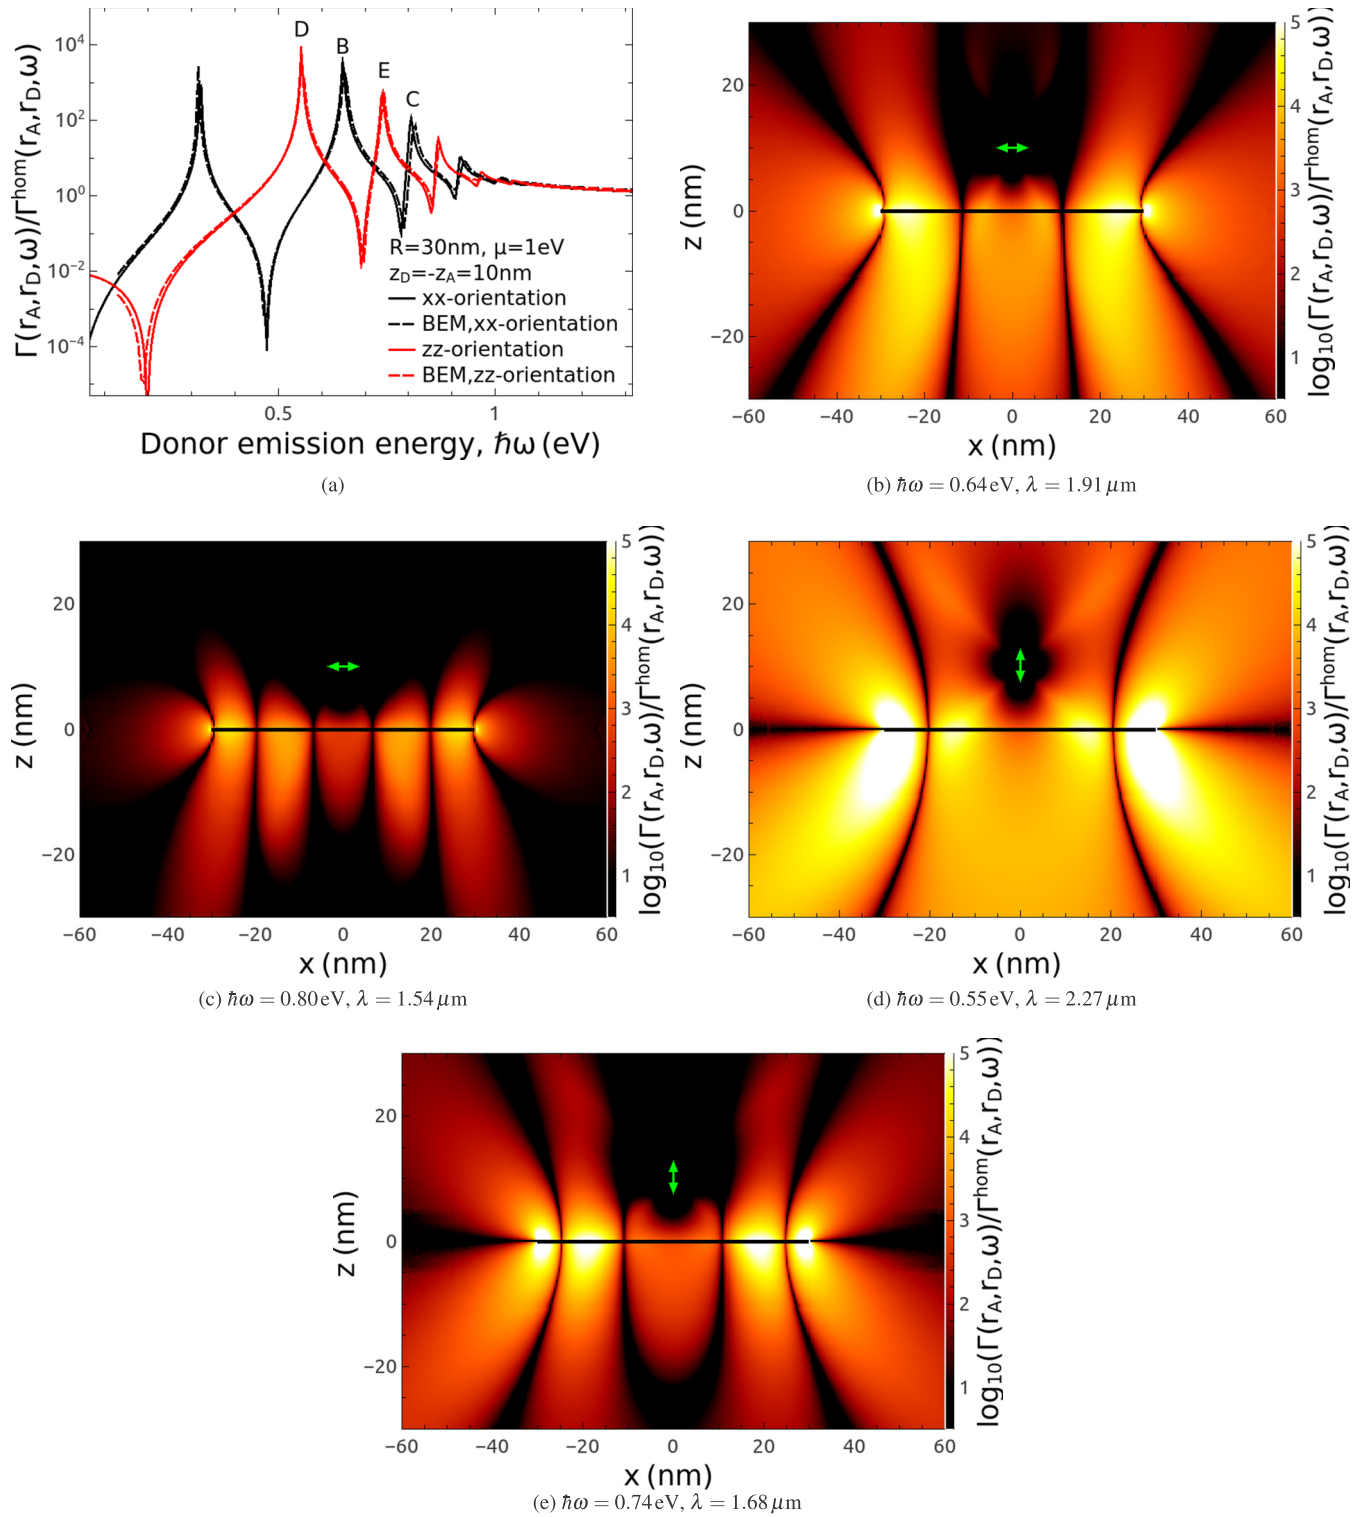 Γ(r_A,r_D,ω)/Γ^hom(r_A,r_D,ω)
10^4
10^2
10^0
10^−2
10^−4
D
B
E
C
R=30nm, μ=1eV
z_D=-z_A=10nm
xx-orientation
BEM,xx-orientation
zz-orientation
BEM,zz-orientation
0.5
1
Donor emission energy, ℏω (eV)
(a)
z (nm)
20
0
−20
−60
−40
−20
0
20
40
60
x (nm)
5
4
3
2
1
log₁₀(Γ(r_A,r_D,ω)/Γ^hom(r_A,r_D,ω))
(b) ℏω = 0.64 eV, λ = 1.91 μm
z (nm)
20
0
−20
−60
−40
−20
0
20
40
60
x (nm)
5
4
3
2
1
log₁₀(Γ(r_A,r_D,ω)/Γ^hom(r_A,r_D,ω))
(c) ℏω = 0.80 eV, λ = 1.54 μm
z (nm)
20
0
−20
−60
−40
−20
0
20
40
60
x (nm)
5
4
3
2
1
log₁₀(Γ(r_A,r_D,ω)/Γ^hom(r_A,r_D,ω))
(d) ℏω = 0.55 eV, λ = 2.27 μm
z (nm)
20
0
−20
−60
−40
−20
0
20
40
60
x (nm)
5
4
3
2
1
log₁₀(Γ(r_A,r_D,ω)/Γ^hom(r_A,r_D,ω))
(e) ℏω = 0.74 eV, λ = 1.68 μm